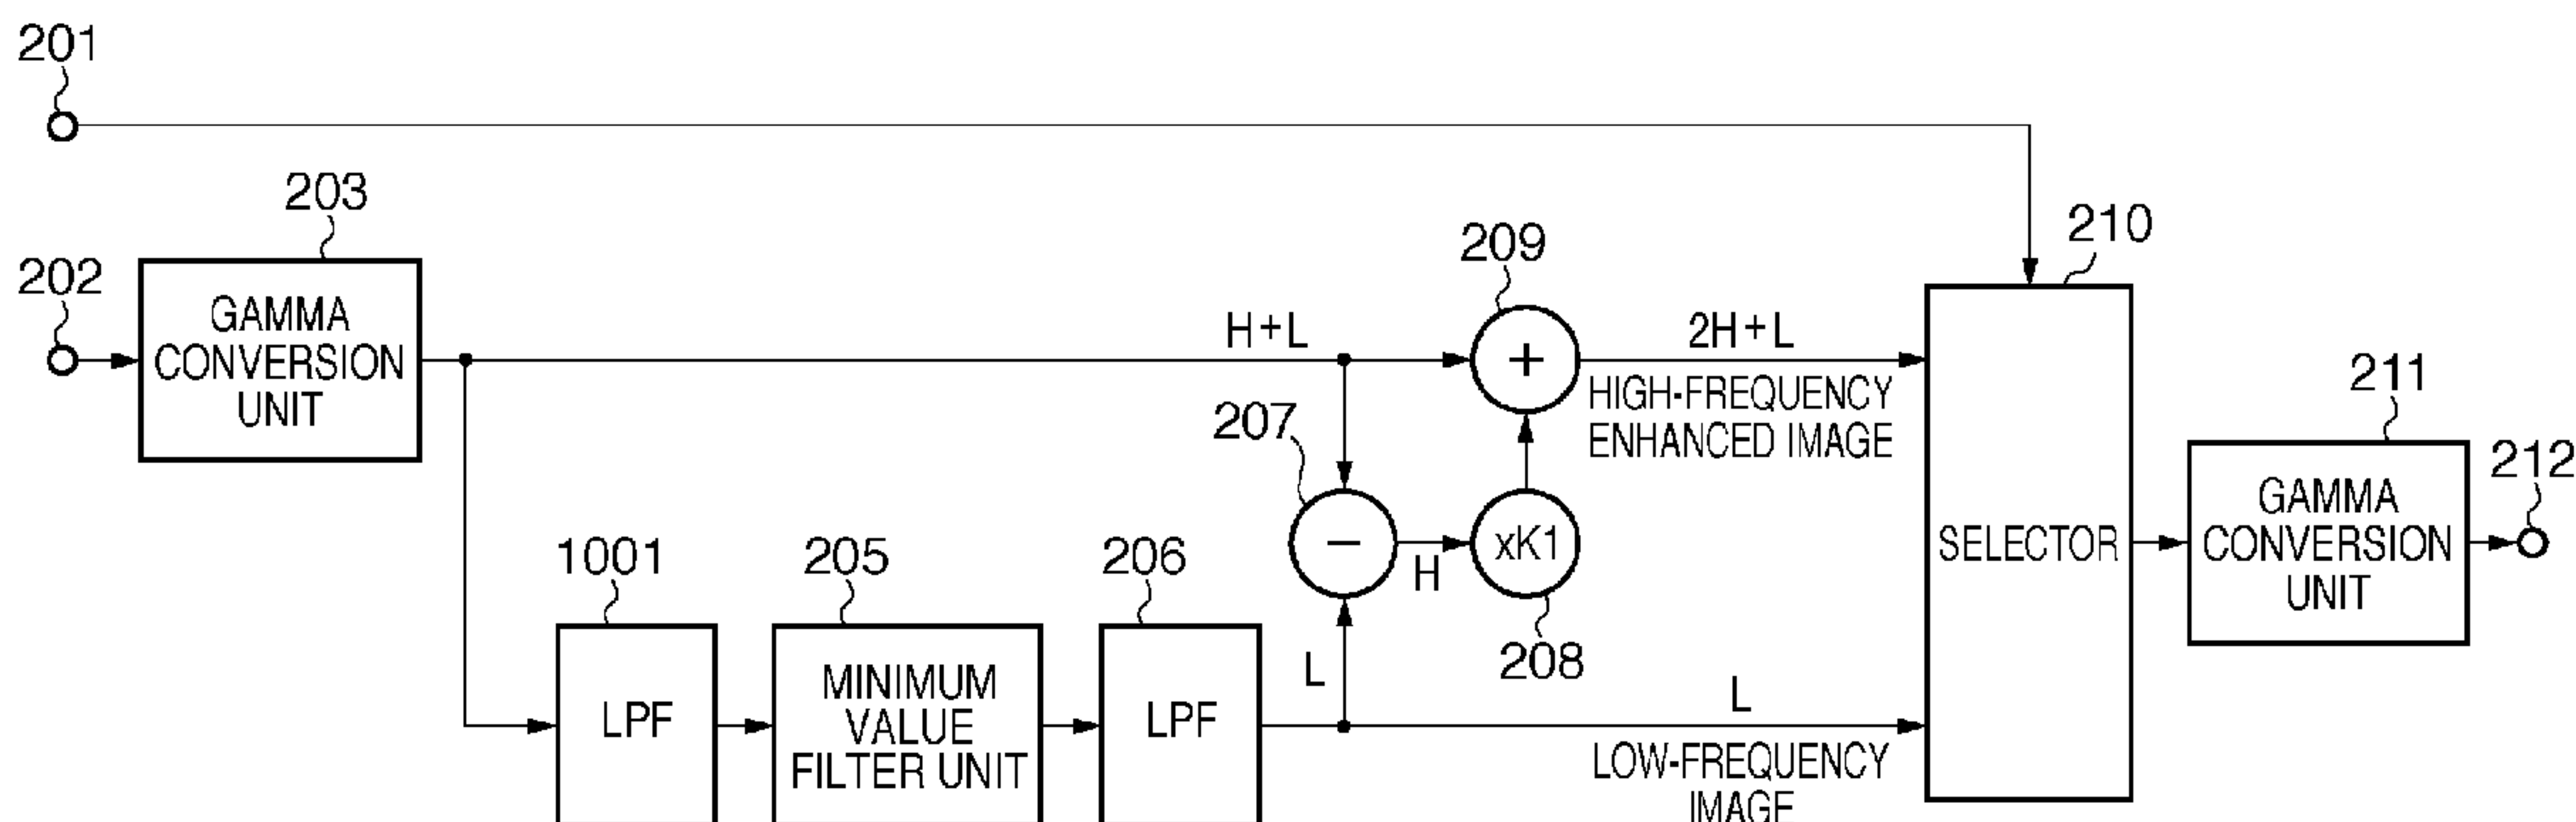 201
203
202
GAMMA
CONVERSION
UNIT
H+L
209
+
2H+L
HIGH-FREQUENCY
ENHANCED IMAGE
210
207
−
H
xK1
208
SELECTOR
211
GAMMA
CONVERSION
UNIT
212
1001
LPF
205
MINIMUM
VALUE
FILTER UNIT
206
LPF
L
L
LOW-FREQUENCY
IMAGE